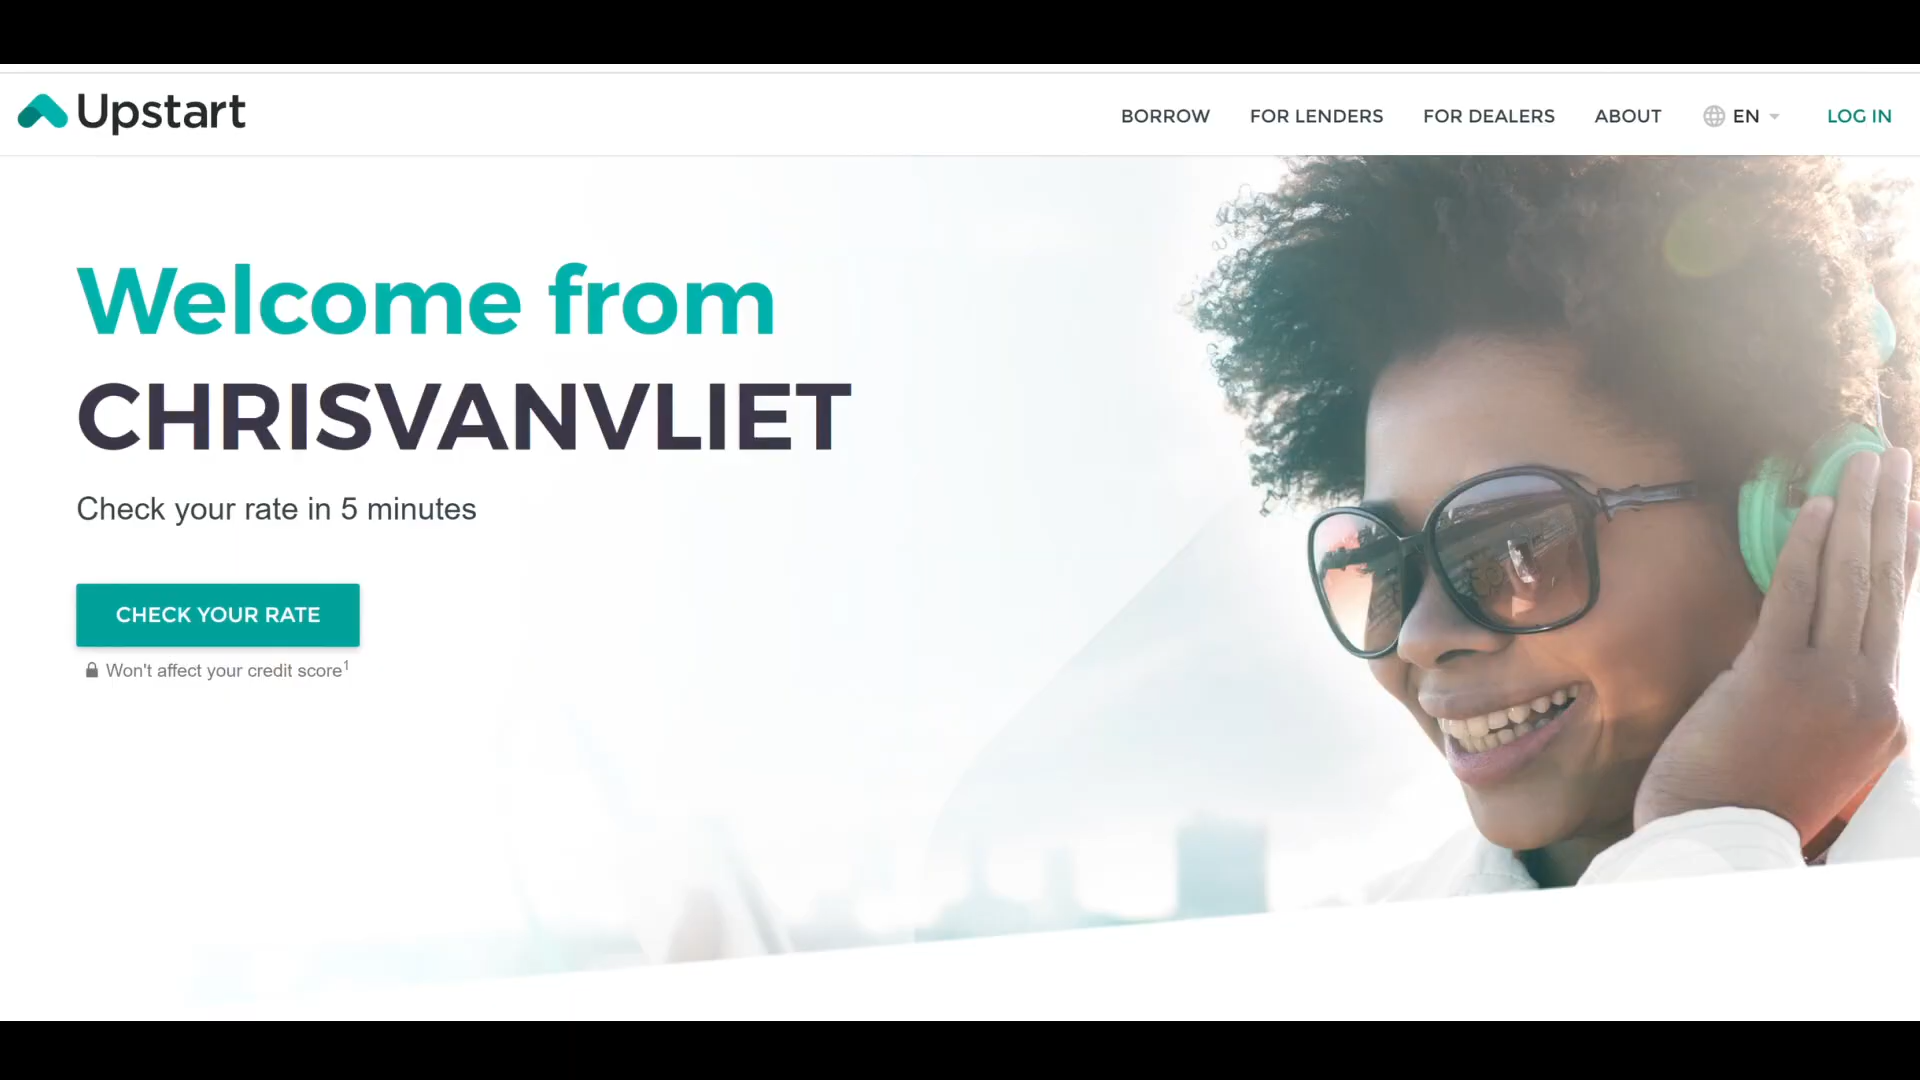 Upstart
BORROW
FOR LENDERS
FOR DEALERS
ABOUT
EN
LOG IN
Welcome from
CHRISVANVLIET
Check your rate in 5 minutes
CHECK YOUR RATE
Won't affect your credit score¹